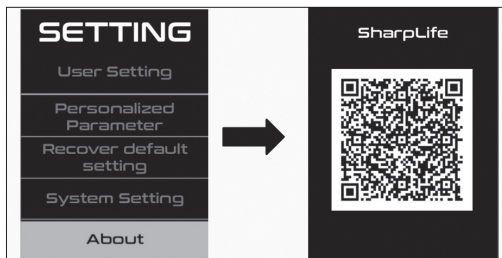 SETTING
User Setting
Personalized
Parameter
Recover default
setting
System Setting
About
SharpLife